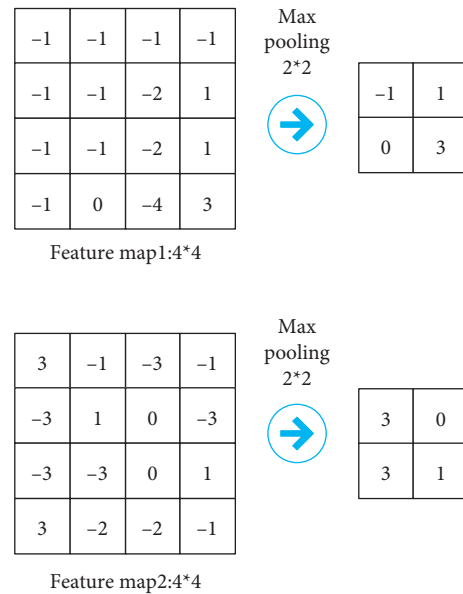 Max
pooling
2*2
–1 –1 –1 –1
–1 –1 –2 1
–1 –1 –2 1
–1 0 –4 3
–1 1
0 3
Feature map1:4*4
Max
pooling
2*2
3 –1 –3 –1
–3 1 0 –3
–3 –3 0 1
3 –2 –2 –1
3 0
3 1
Feature map2:4*4